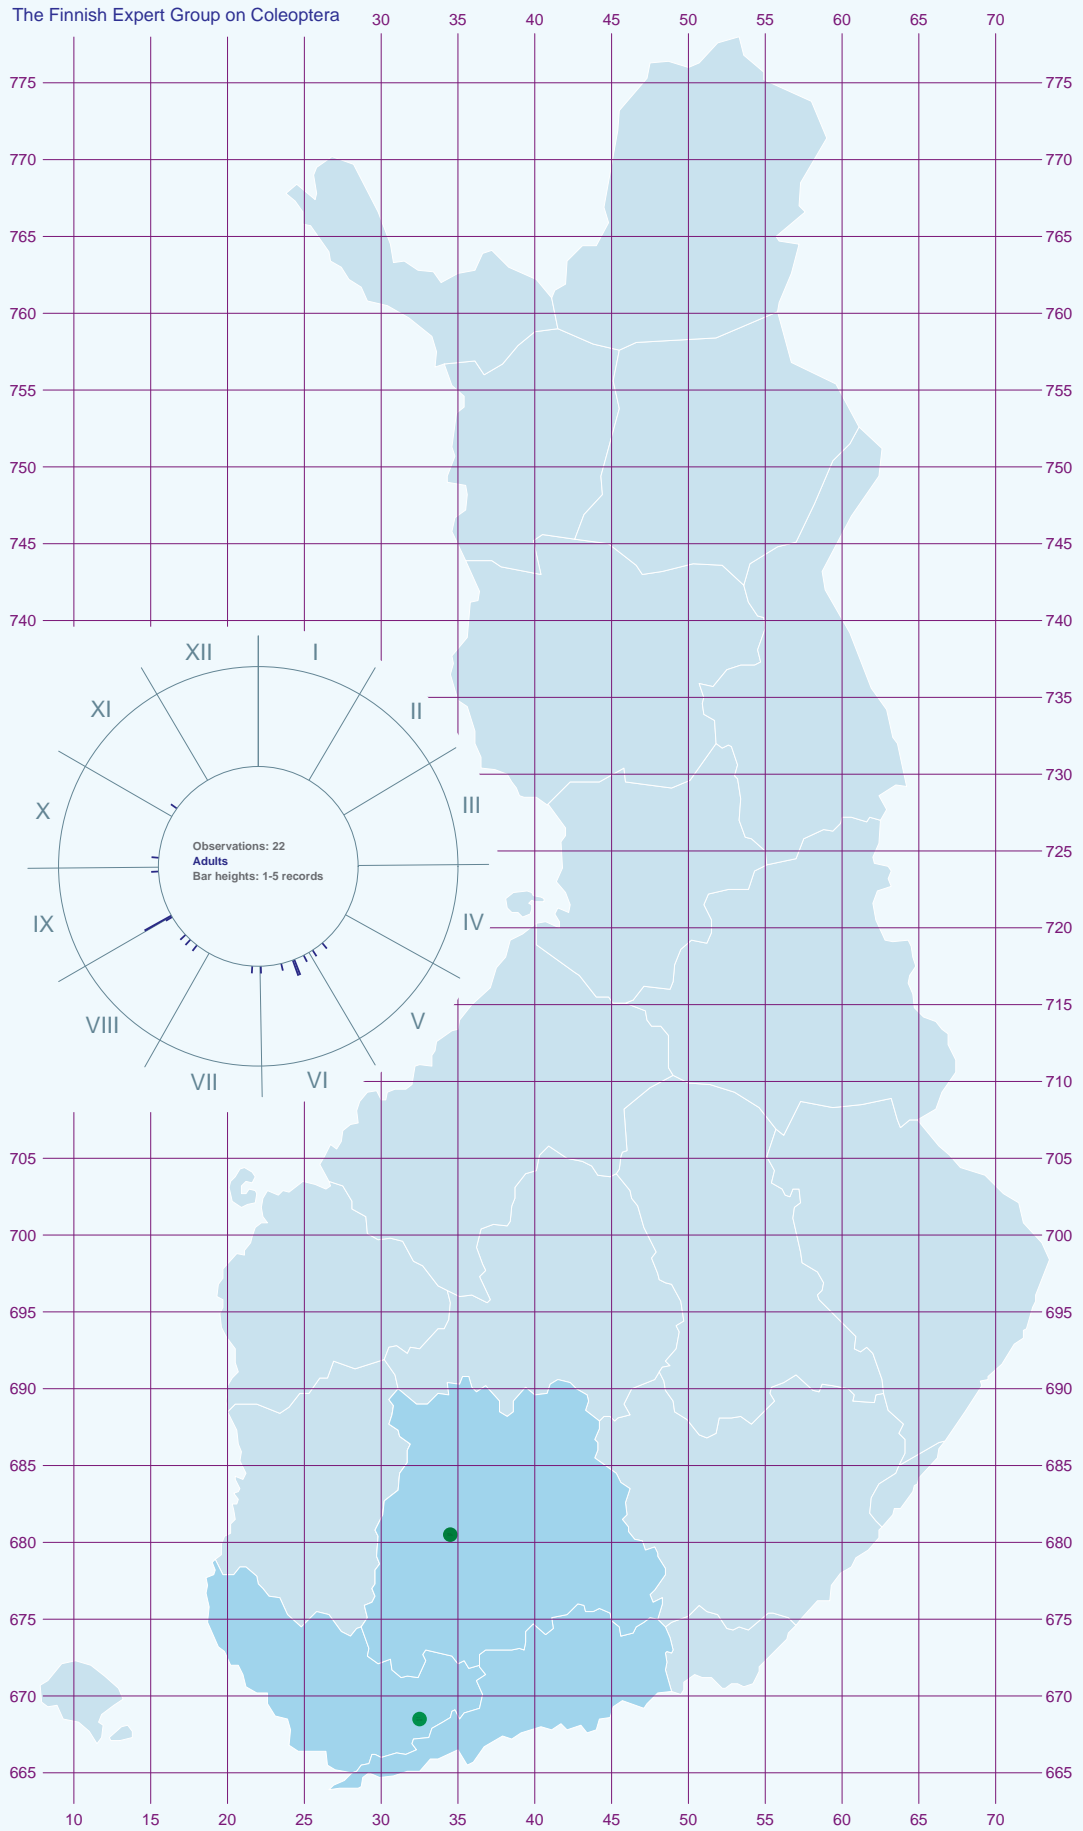 The Finnish Expert Group on Coleoptera
30 35 40 45 50 55 60 65 70
775 775
770 770
765 765
760 760
755 755
750 750
745 745
740 740
XII I
XI II
735
730
X III
725
Observations: 22
Adults
Bar heights: 1-5 records
IX IV
720
715
VIII V
VII VI
710
705 705
700 700
695 695
690 690
685 685
680 680
675 675
670 670
665 665
10 15 20 25 30 35 40 45 50 55 60 65 70